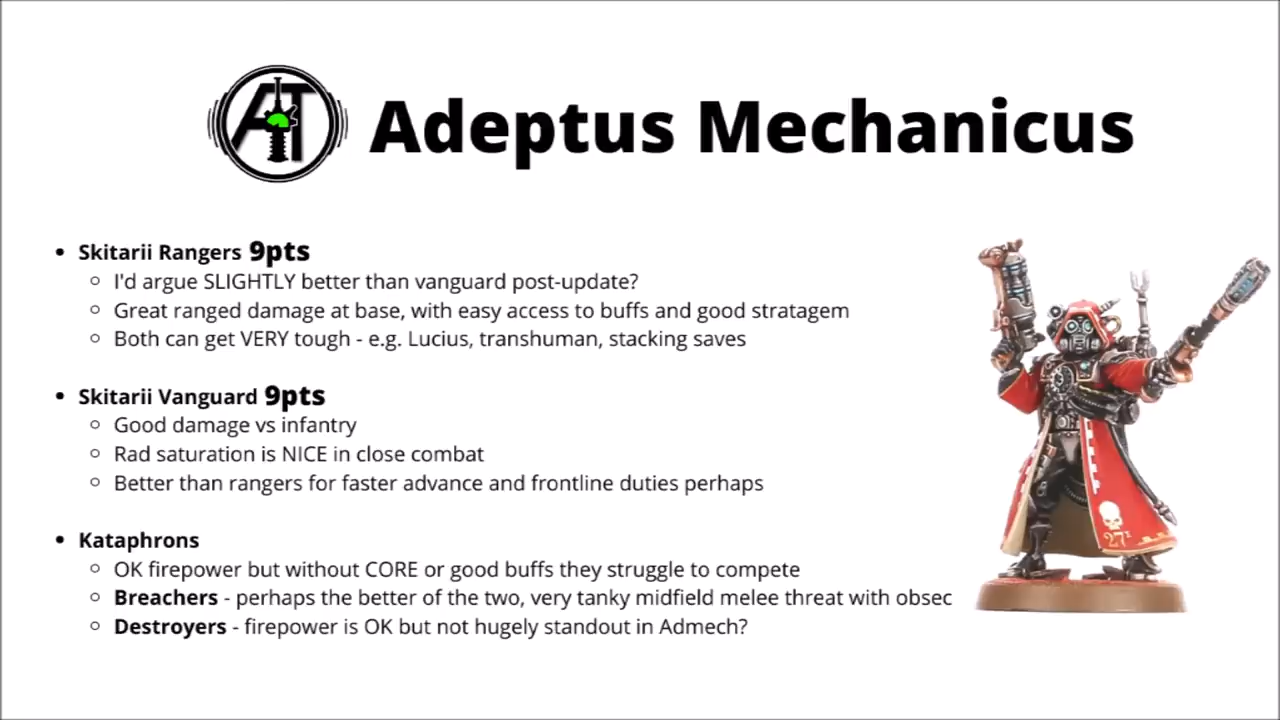 AT
Adeptus Mechanicus
• Skitarii Rangers 9pts
○ I'd argue SLIGHTLY better than vanguard post-update?
○ Great ranged damage at base, with easy access to buffs and good stratagem
○ Both can get VERY tough - e.g. Lucius, transhuman, stacking saves
• Skitarii Vanguard 9pts
○ Good damage vs infantry
○ Rad saturation is NICE in close combat
○ Better than rangers for faster advance and frontline duties perhaps
• Kataphrons
○ OK firepower but without CORE or good buffs they struggle to compete
○ Breachers - perhaps the better of the two, very tanky midfield melee threat with obsec
○ Destroyers - firepower is OK but not hugely standout in Admech?